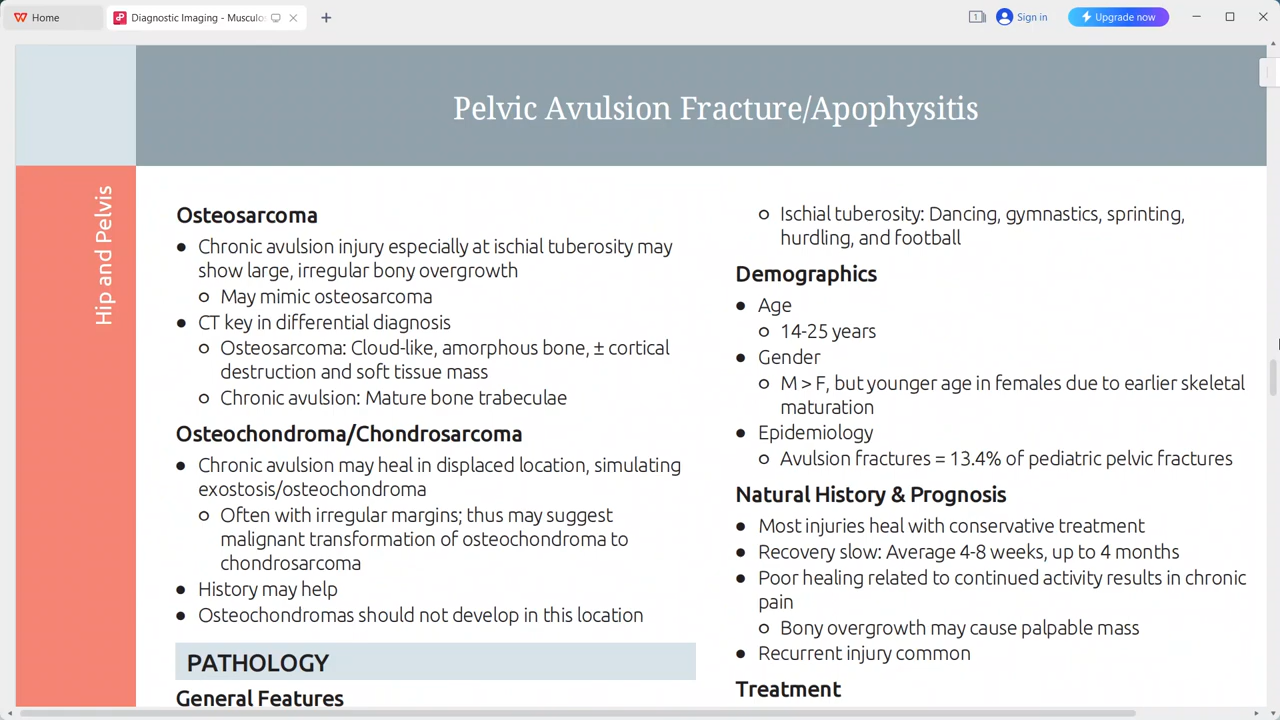 Home
Diagnostic Imaging - Musculo
1
Sign in
Upgrade now
Pelvic Avulsion Fracture/Apophysitis
Hip and Pelvis
Osteosarcoma
● Chronic avulsion injury especially at ischial tuberosity may
show large, irregular bony overgrowth
○ May mimic osteosarcoma
● CT key in differential diagnosis
○ Osteosarcoma: Cloud-like, amorphous bone, ± cortical
destruction and soft tissue mass
○ Chronic avulsion: Mature bone trabeculae
Osteochondroma/Chondrosarcoma
● Chronic avulsion may heal in displaced location, simulating
exostosis/osteochondroma
○ Often with irregular margins; thus may suggest
malignant transformation of osteochondroma to
chondrosarcoma
● History may help
● Osteochondromas should not develop in this location
PATHOLOGY
General Features
○ Ischial tuberosity: Dancing, gymnastics, sprinting,
hurdling, and football
Demographics
● Age
○ 14-25 years
● Gender
○ M > F, but younger age in females due to earlier skeletal
maturation
● Epidemiology
○ Avulsion fractures = 13.4% of pediatric pelvic fractures
Natural History & Prognosis
● Most injuries heal with conservative treatment
● Recovery slow: Average 4-8 weeks, up to 4 months
● Poor healing related to continued activity results in chronic
pain
○ Bony overgrowth may cause palpable mass
● Recurrent injury common
Treatment